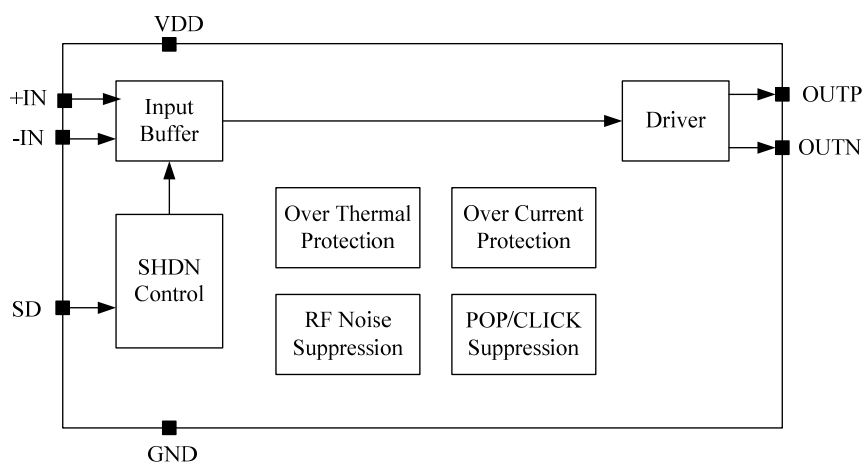 VDD
+IN
-IN
Input
Buffer
Driver
OUTP
OUTN
Over Thermal
Protection
Over Current
Protection
SHDN
Control
SD
RF Noise
Suppression
POP/CLICK
Suppression
GND